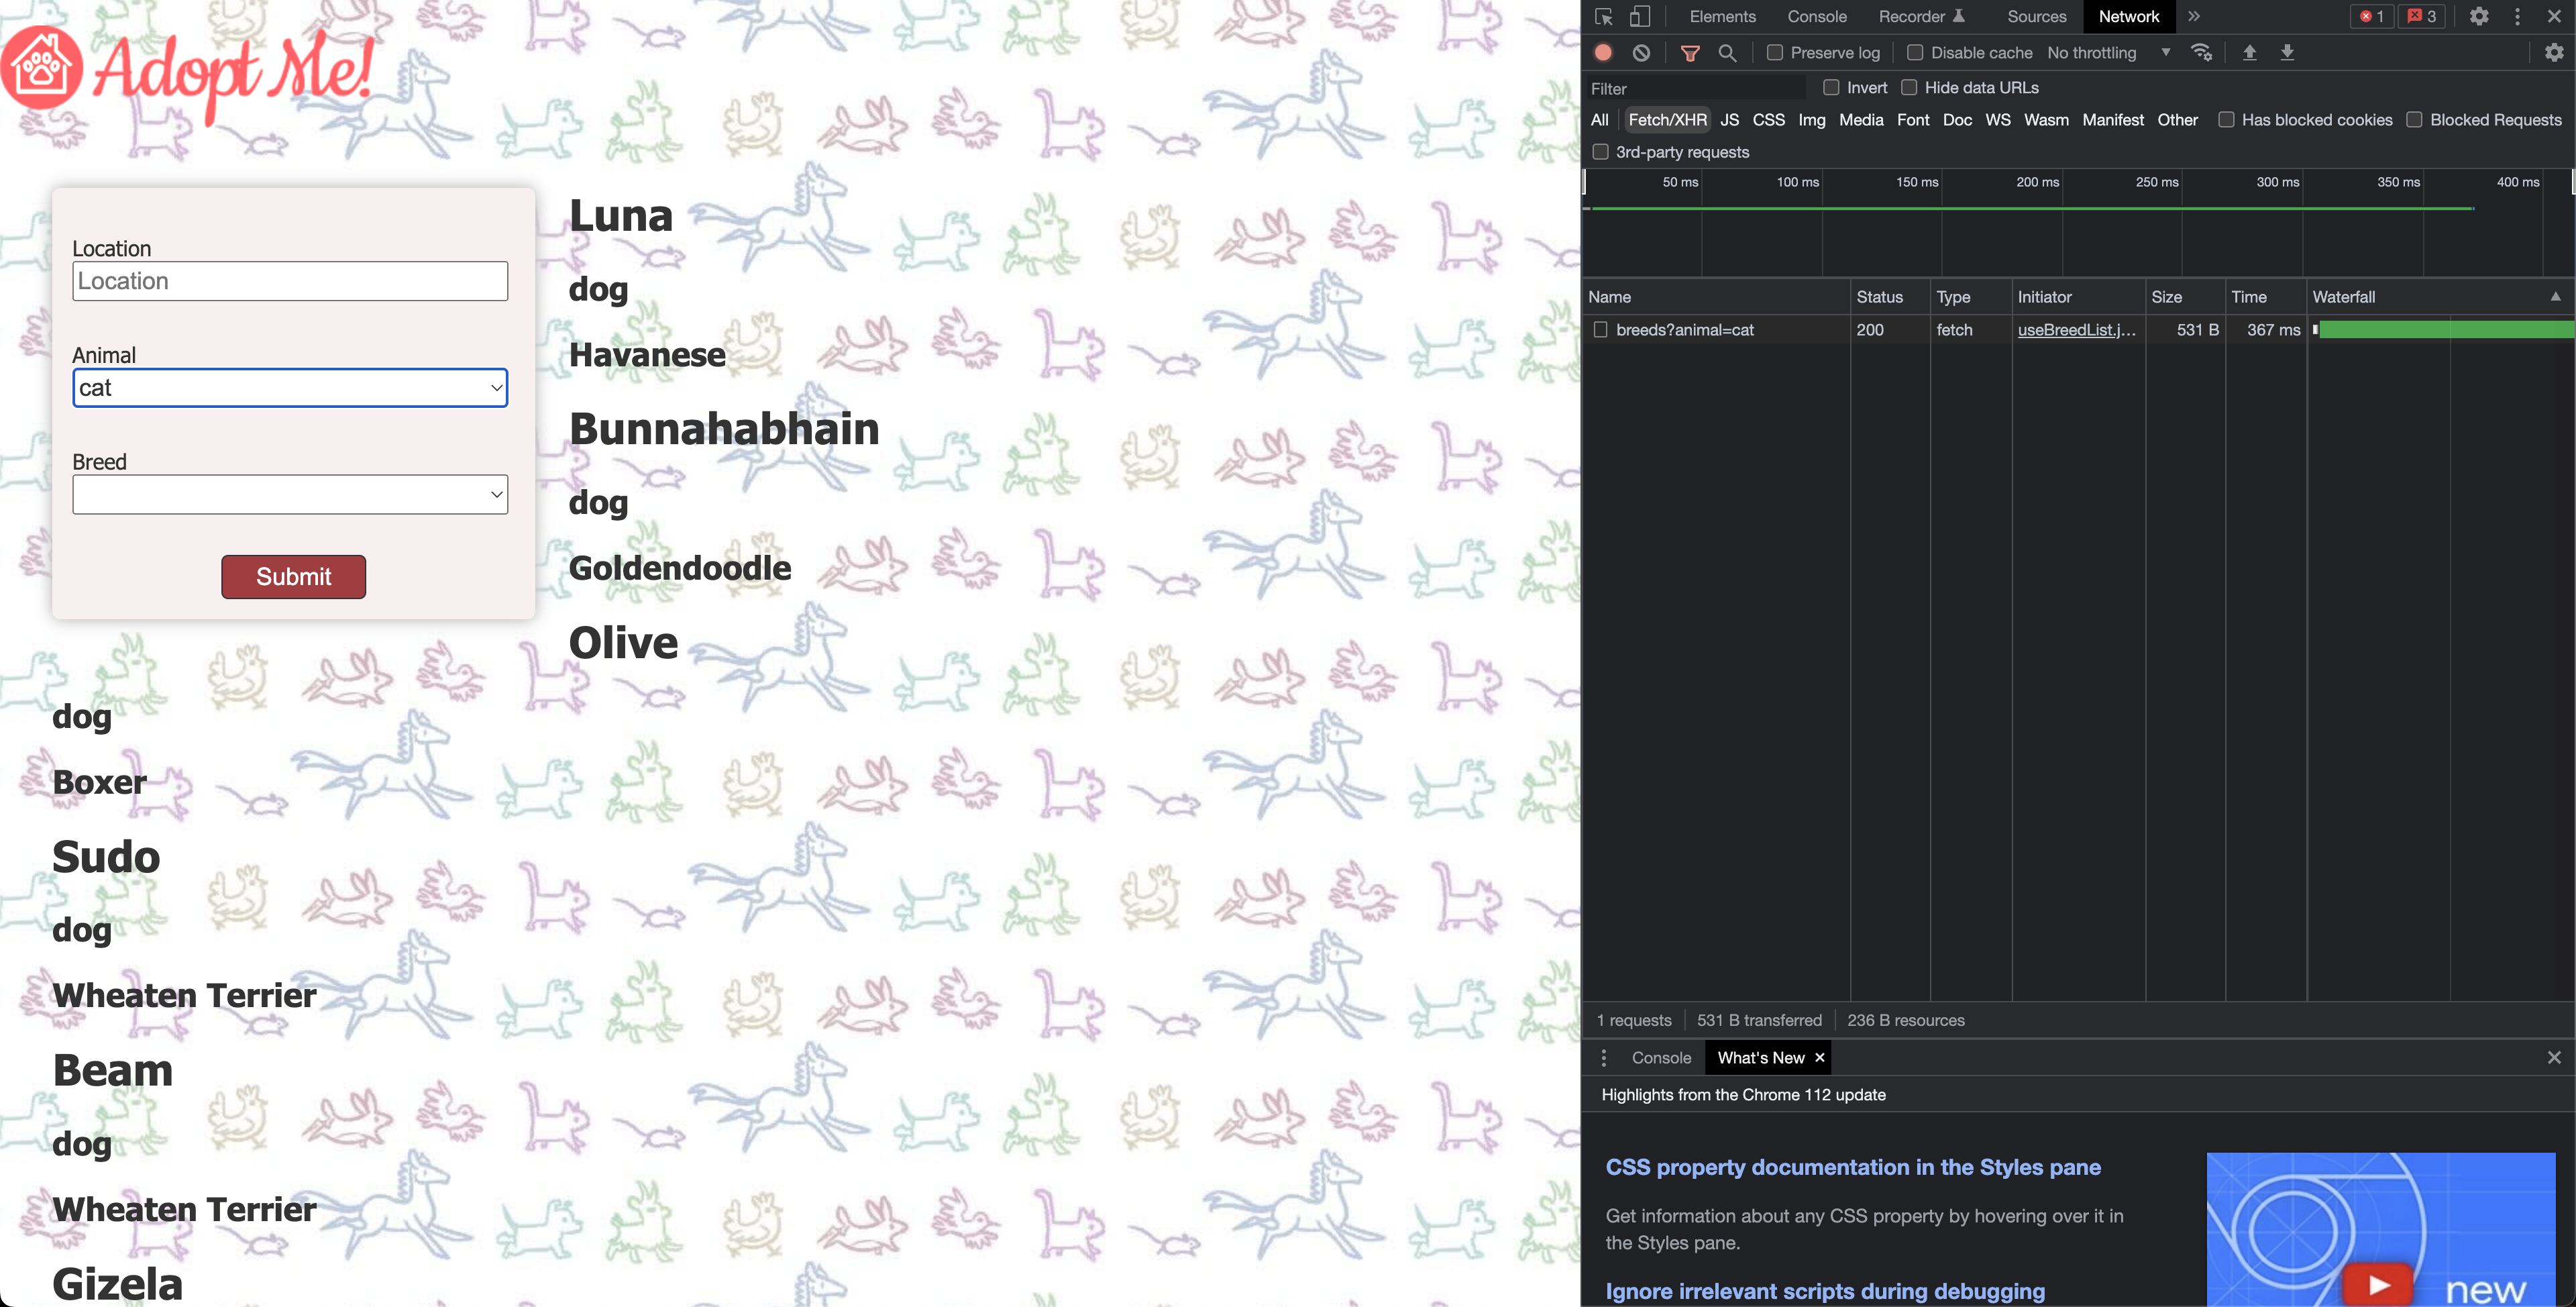 Adopt Me!
Location
Location
Animal
cat
Breed
Submit
Luna
dog
Havanese
Bunnahabhain
dog
Goldendoodle
Olive
dog
Boxer
Sudo
dog
Wheaten Terrier
Beam
dog
Wheaten Terrier
Gizela
Elements Console Recorder Sources Network 1 3
Preserve log Disable cache No throttling
Filter Invert Hide data URLs
All Fetch/XHR JS CSS Img Media Font Doc WS Wasm Manifest Other Has blocked cookies Blocked Requests
3rd-party requests
50 ms 100 ms 150 ms 200 ms 250 ms 300 ms 350 ms 400 ms
Name Status Type Initiator Size Time Waterfall
breeds?animal=cat 200 fetch useBreedList.j... 531 B 367 ms
1 requests 531 B transferred 236 B resources
Console What's New
Highlights from the Chrome 112 update
CSS property documentation in the Styles pane
Get information about any CSS property by hovering over it in
the Styles pane.
Ignore irrelevant scripts during debugging
new